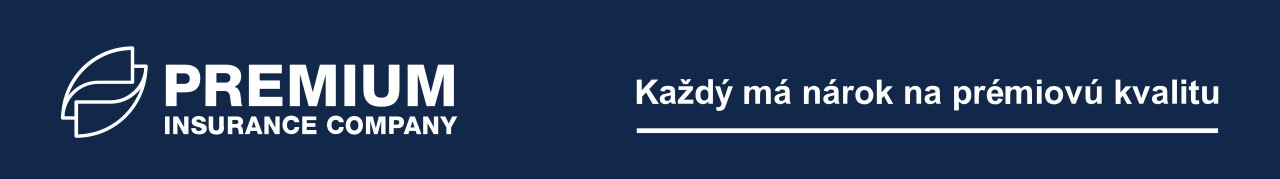 PREMIUM
INSURANCE COMPANY
Každý má nárok na prémiovú kvalitu